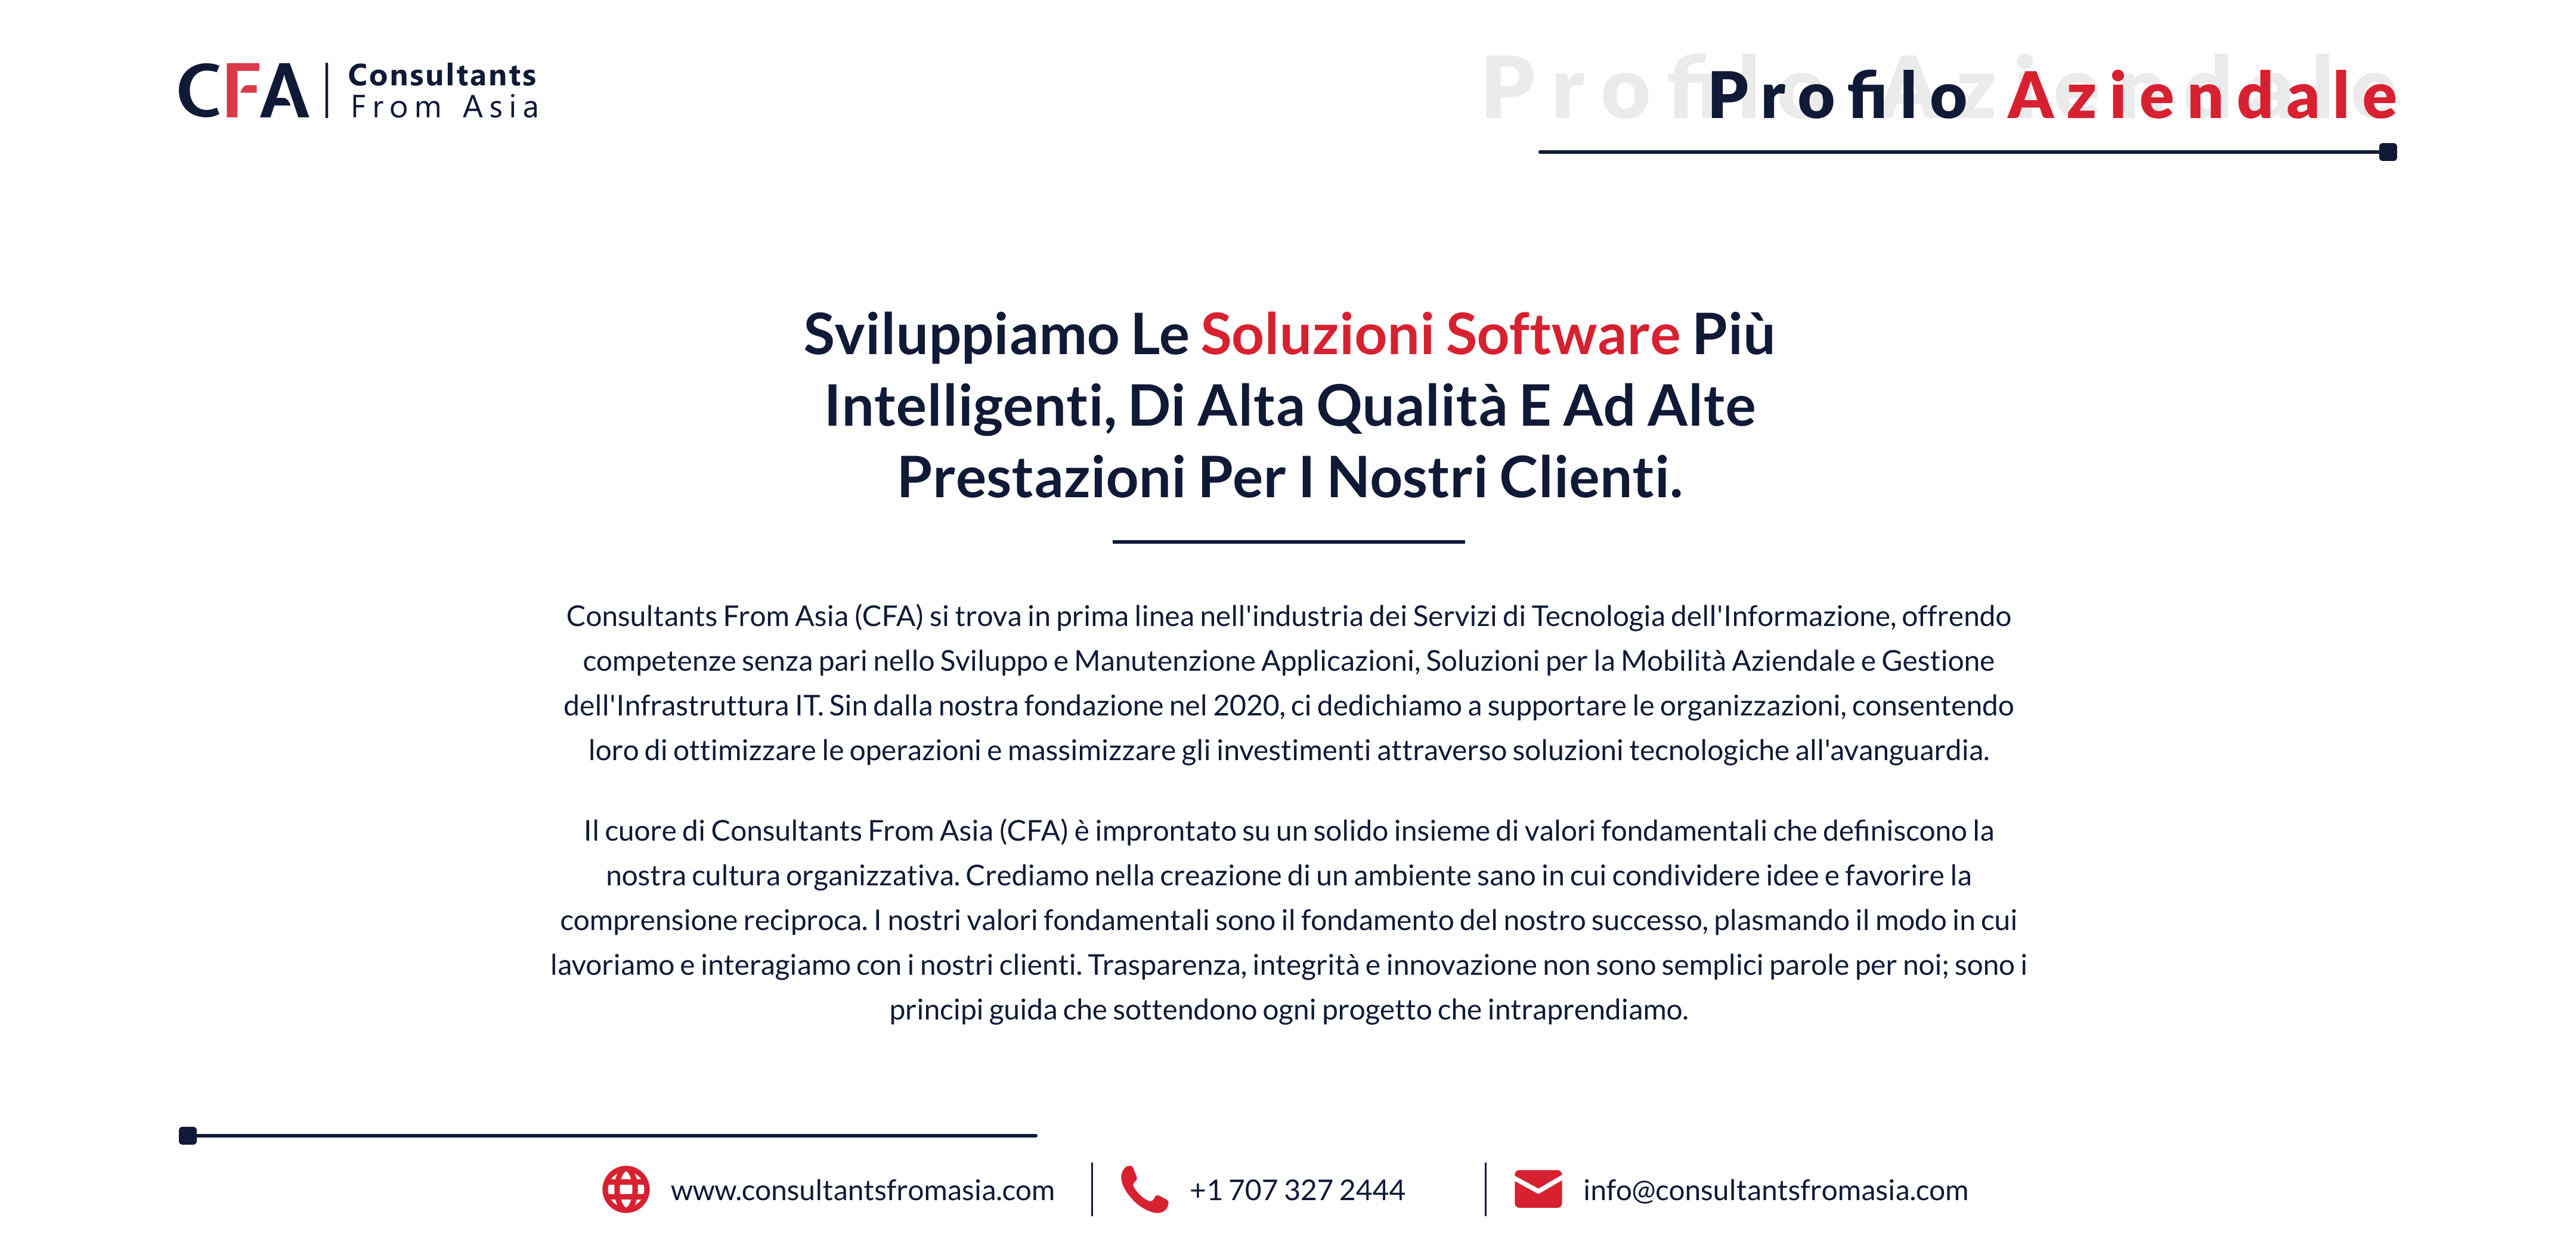 CFA
Consultants
From Asia
Profilo Aziendale
Profilo Aziendale
Sviluppiamo Le Soluzioni Software Più
Intelligenti, Di Alta Qualità E Ad Alte
Prestazioni Per I Nostri Clienti.
Consultants From Asia (CFA) si trova in prima linea nell'industria dei Servizi di Tecnologia dell'Informazione, offrendo
competenze senza pari nello Sviluppo e Manutenzione Applicazioni, Soluzioni per la Mobilità Aziendale e Gestione
dell'Infrastruttura IT. Sin dalla nostra fondazione nel 2020, ci dedichiamo a supportare le organizzazioni, consentendo
loro di ottimizzare le operazioni e massimizzare gli investimenti attraverso soluzioni tecnologiche all'avanguardia.
Il cuore di Consultants From Asia (CFA) è improntato su un solido insieme di valori fondamentali che definiscono la
nostra cultura organizzativa. Crediamo nella creazione di un ambiente sano in cui condividere idee e favorire la
comprensione reciproca. I nostri valori fondamentali sono il fondamento del nostro successo, plasmando il modo in cui
lavoriamo e interagiamo con i nostri clienti. Trasparenza, integrità e innovazione non sono semplici parole per noi; sono i
principi guida che sottendono ogni progetto che intraprendiamo.
www.consultantsfromasia.com
+1 707 327 2444
info@consultantsfromasia.com